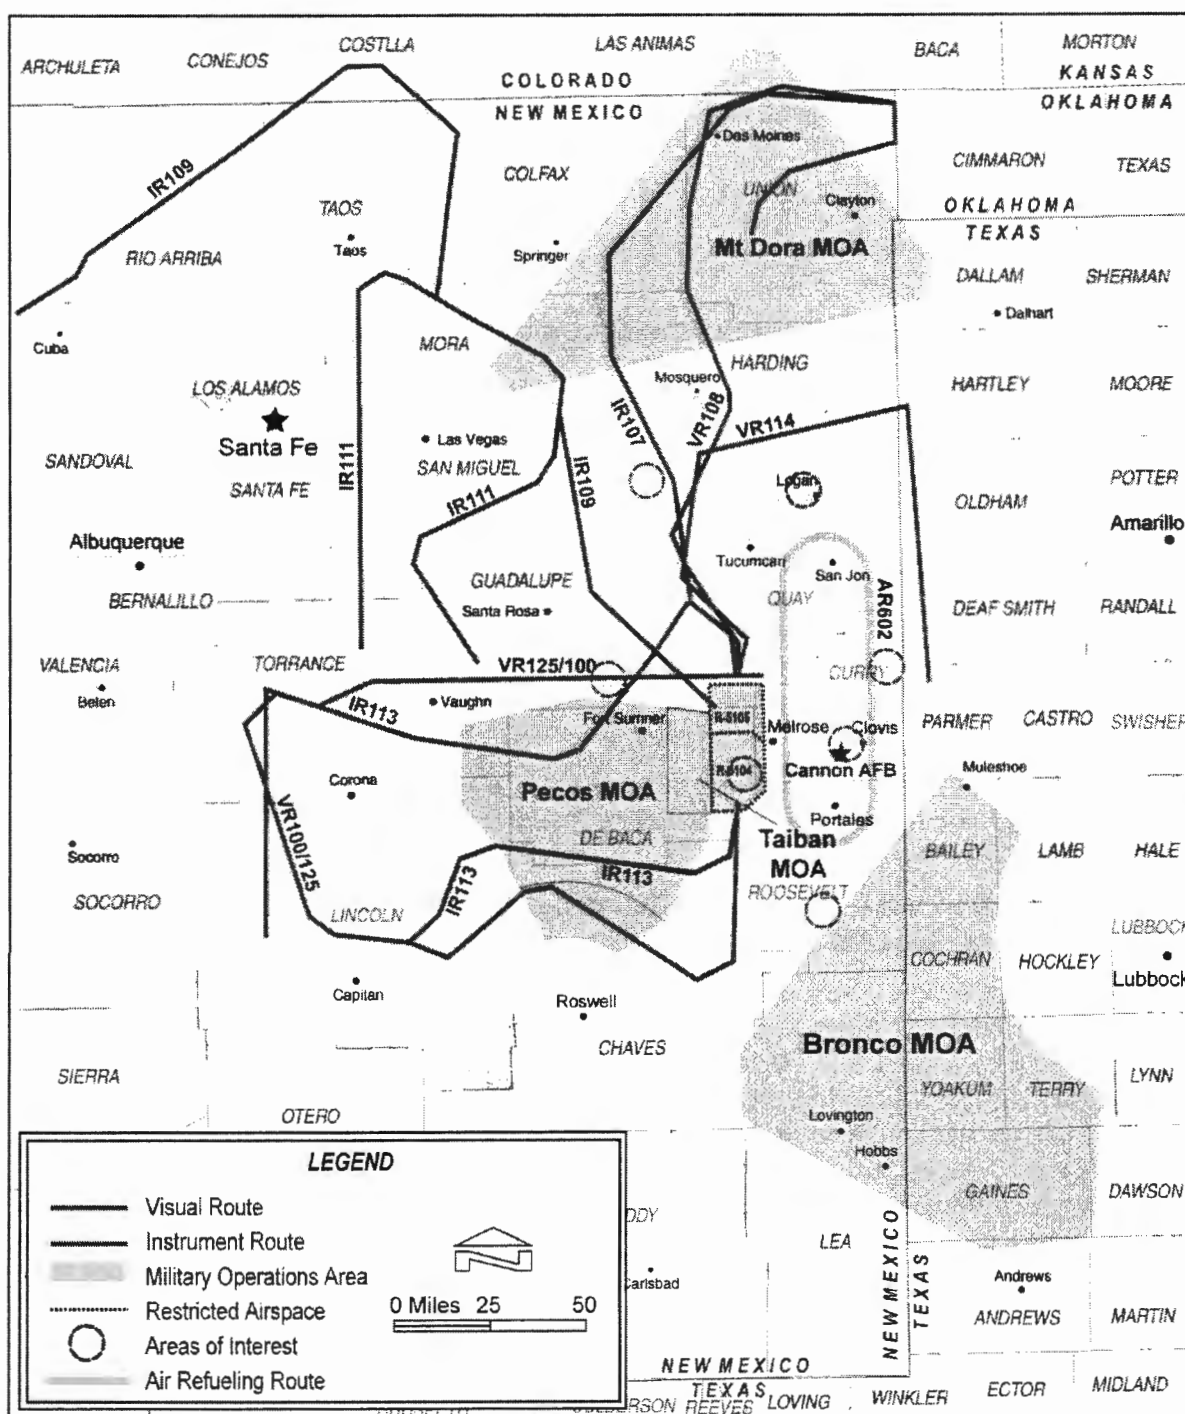 COSTLLA
LAS ANIMAS
BACA
MORTON
ARCHULETA
CONEJOS
COLORADO
KANSAS
NEW MEXICO
OKLAHOMA
Des Moines
IR109
COLFAX
CIMMARON
TEXAS
UNION
TAOS
Clayton
OKLAHOMA
TEXAS
Taos
Springer
Mt Dora MOA
RIO ARRIBA
DALLAM
SHERMAN
Dalhart
Cuba
MORA
HARDING
Mosquero
LOS ALAMOS
HARTLEY
MOORE
IR107
VR108
VR114
Santa Fe
IR111
Las Vegas
SANDOVAL
SAN MIGUEL
IR109
SANTA FE
IR111
Logan
POTTER
OLDHAM
Amarillo
Albuquerque
Tucumcari
San Jon
GUADALUPE
QUAY
AR602
BERNALILLO
Santa Rosa
DEAF SMITH
RANDALL
VALENCIA
TORRANCE
VR125/100
CURRY
Belen
IR113
Vaughn
Fort Sumner
R-5105
Melrose
Clovis
PARMER
CASTRO
SWISHER
R-5104
Cannon AFB
Muleshoe
Corona
Pecos MOA
Portales
VR100/125
DE BACA
Taiban
MOA
Socorro
BAILEY
LAMB
HALE
IR113
IR113
ROOSEVELT
SOCORRO
LINCOLN
LUBBOCK
COCHRAN
HOCKLEY
Lubbock
Capitan
Roswell
CHAVES
Bronco MOA
SIERRA
YOAKUM
TERRY
LYNN
OTERO
Lovington
Hobbs
LEGEND
GAINES
DAWSON
Visual Route
Instrument Route
Military Operations Area
Restricted Airspace
Areas of Interest
Air Refueling Route
N
0 Miles 25 50
DDY
LEA
NEW MEXICO
TEXAS
Carlsbad
Andrews
ANDREWS
MARTIN
NEW MEXICO
TEXAS
REEVES
LOVING
WINKLER
ECTOR
MIDLAND